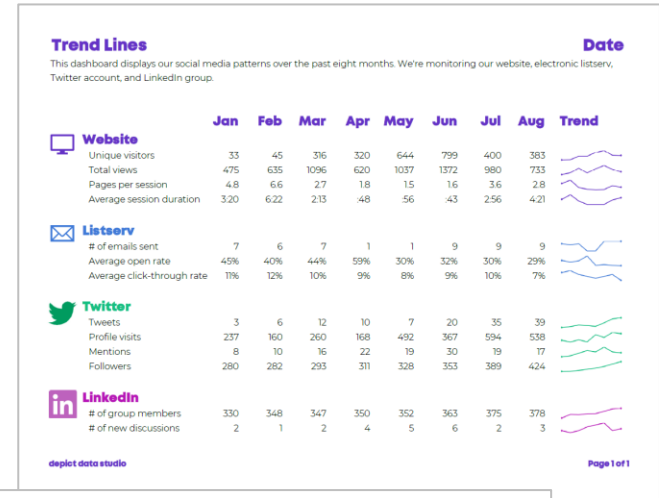 Trend Lines Date
This dashboard displays our social media patterns over the past eight months. We're monitoring our website, electronic listserv,
Twitter account, and LinkedIn group.
Jan Feb Mar Apr May Jun Jul Aug Trend
Website
Unique visitors 33 45 316 320 644 799 400 383
Total views 475 635 1096 620 1037 1372 980 733
Pages per session 4.8 6.6 2.7 1.8 1.5 1.6 3.6 2.8
Average session duration 3:20 6:22 2:13 :48 :56 :43 2:56 4:21
Listserv
# of emails sent 7 6 7 1 1 9 9 9
Average open rate 45% 40% 44% 59% 30% 32% 30% 29%
Average click-through rate 11% 12% 10% 9% 8% 9% 10% 7%
Twitter
Tweets 3 6 12 10 7 20 35 39
Profile visits 237 160 260 168 492 367 594 538
Mentions 8 10 16 22 19 30 19 17
Followers 280 282 293 311 328 353 389 424
in LinkedIn
# of group members 330 348 347 350 352 363 375 378
# of new discussions 2 1 2 4 5 6 2 3
depict data studio Page 1 of 1